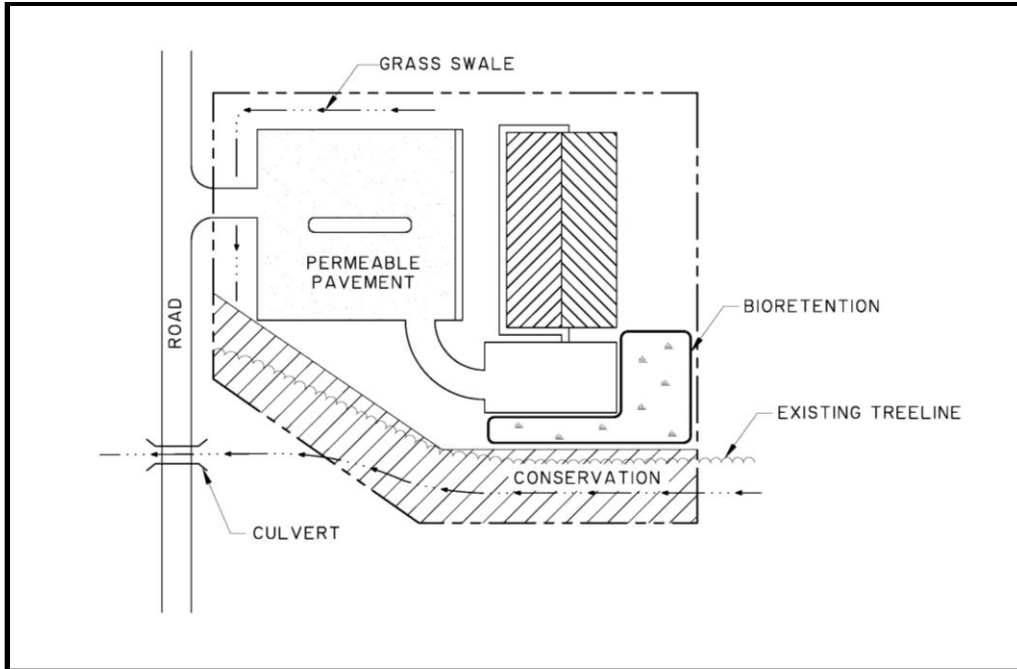 GRASS SWALE
PERMEABLE
PAVEMENT
ROAD
BIORETENTION
EXISTING TREELINE
CONSERVATION
CULVERT